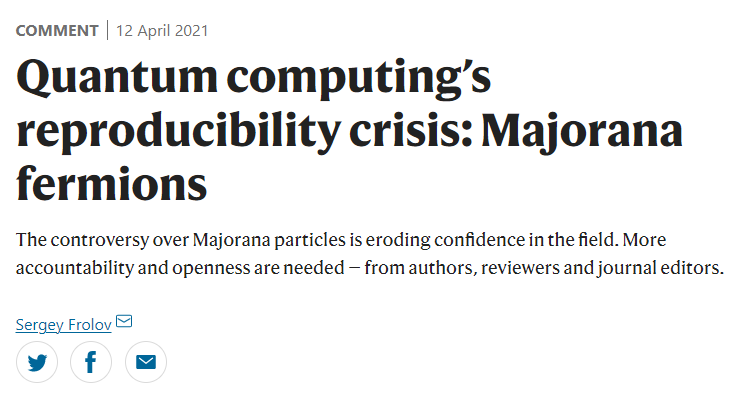 COMMENT | 12 April 2021
Quantum computing’s
reproducibility crisis: Majorana
fermions
The controversy over Majorana particles is eroding confidence in the field. More
accountability and openness are needed — from authors, reviewers and journal editors.
Sergey Frolov